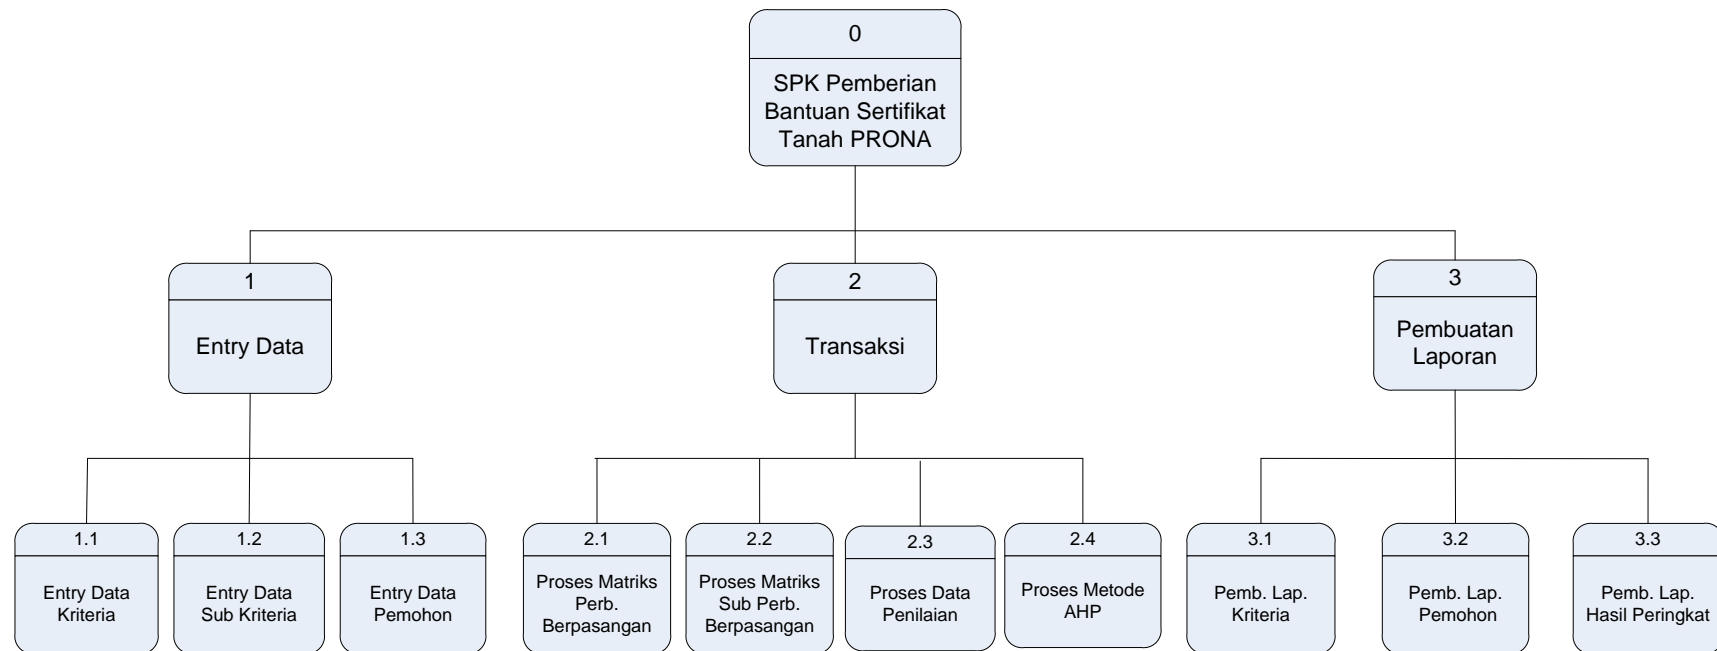 0
SPK Pemberian
Bantuan Sertifikat
Tanah PRONA
1
Entry Data
2
Transaksi
3
Pembuatan
Laporan
1.1
Entry Data
Kriteria
1.2
Entry Data
Sub Kriteria
1.3
Entry Data
Pemohon
2.1
Proses Matriks
Perb.
Berpasangan
2.2
Proses Matriks
Sub Perb.
Berpasangan
2.3
Proses Data
Penilaian
2.4
Proses Metode
AHP
3.1
Pemb. Lap.
Kriteria
3.2
Pemb. Lap.
Pemohon
3.3
Pemb. Lap.
Hasil Peringkat